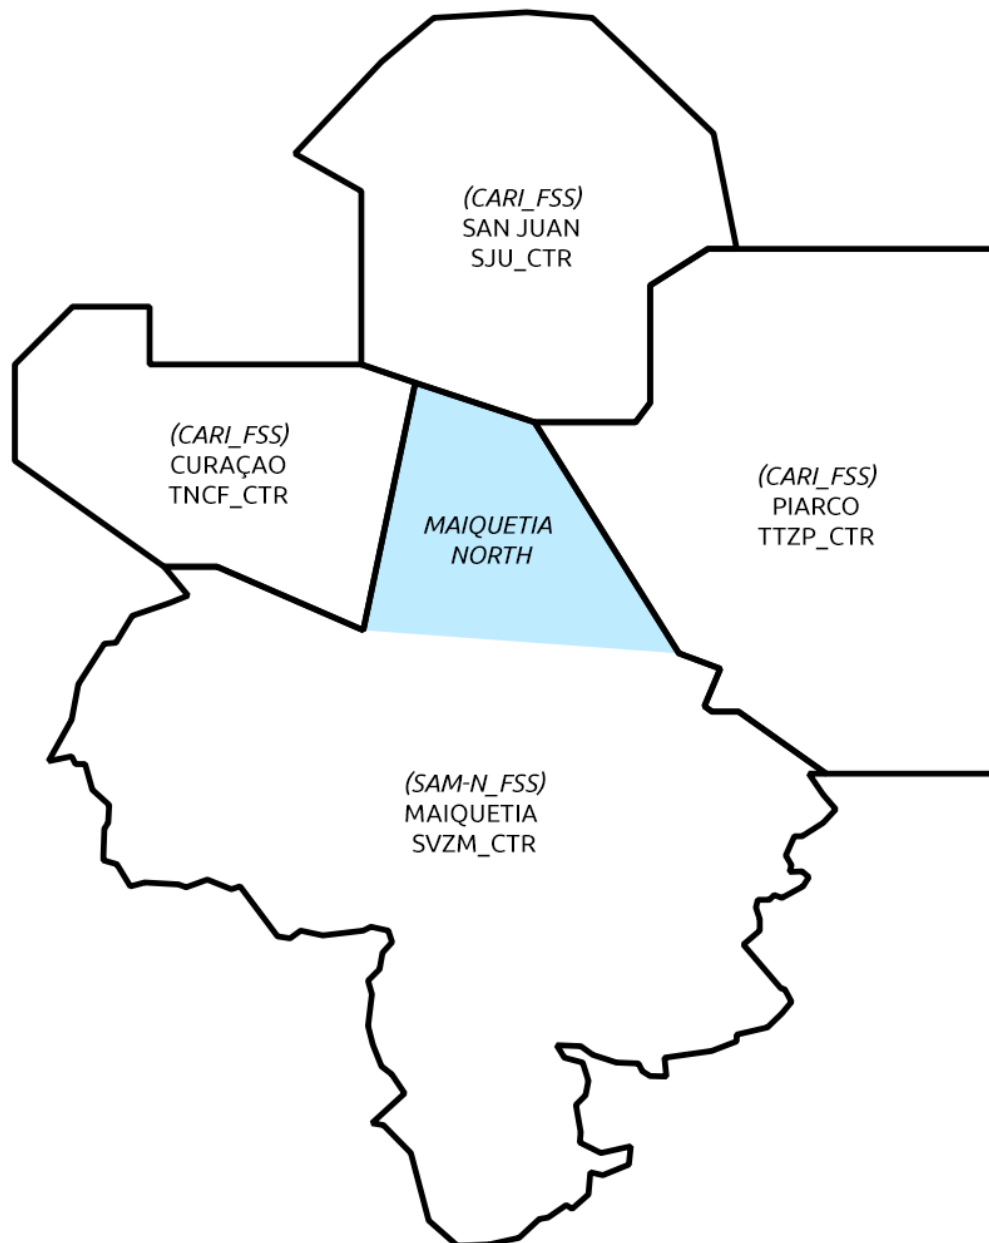 (CARI_FSS)
SAN JUAN
SJU_CTR
(CARI_FSS)
CURAÇAO
TNCF_CTR
MAIQUETIA
NORTH
(CARI_FSS)
PIARCO
TTZP_CTR
(SAM-N_FSS)
MAIQUETIA
SVZM_CTR